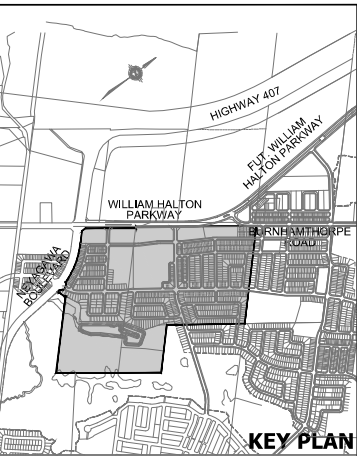 HIGHWAY 407
FUT. WILLIAM
HALTON PARKWAY
WILLIAM HALTON
PARKWAY
BURNHAMTHORPE
ROAD
NEYAGAWA
BOULEVARD
KEY PLAN